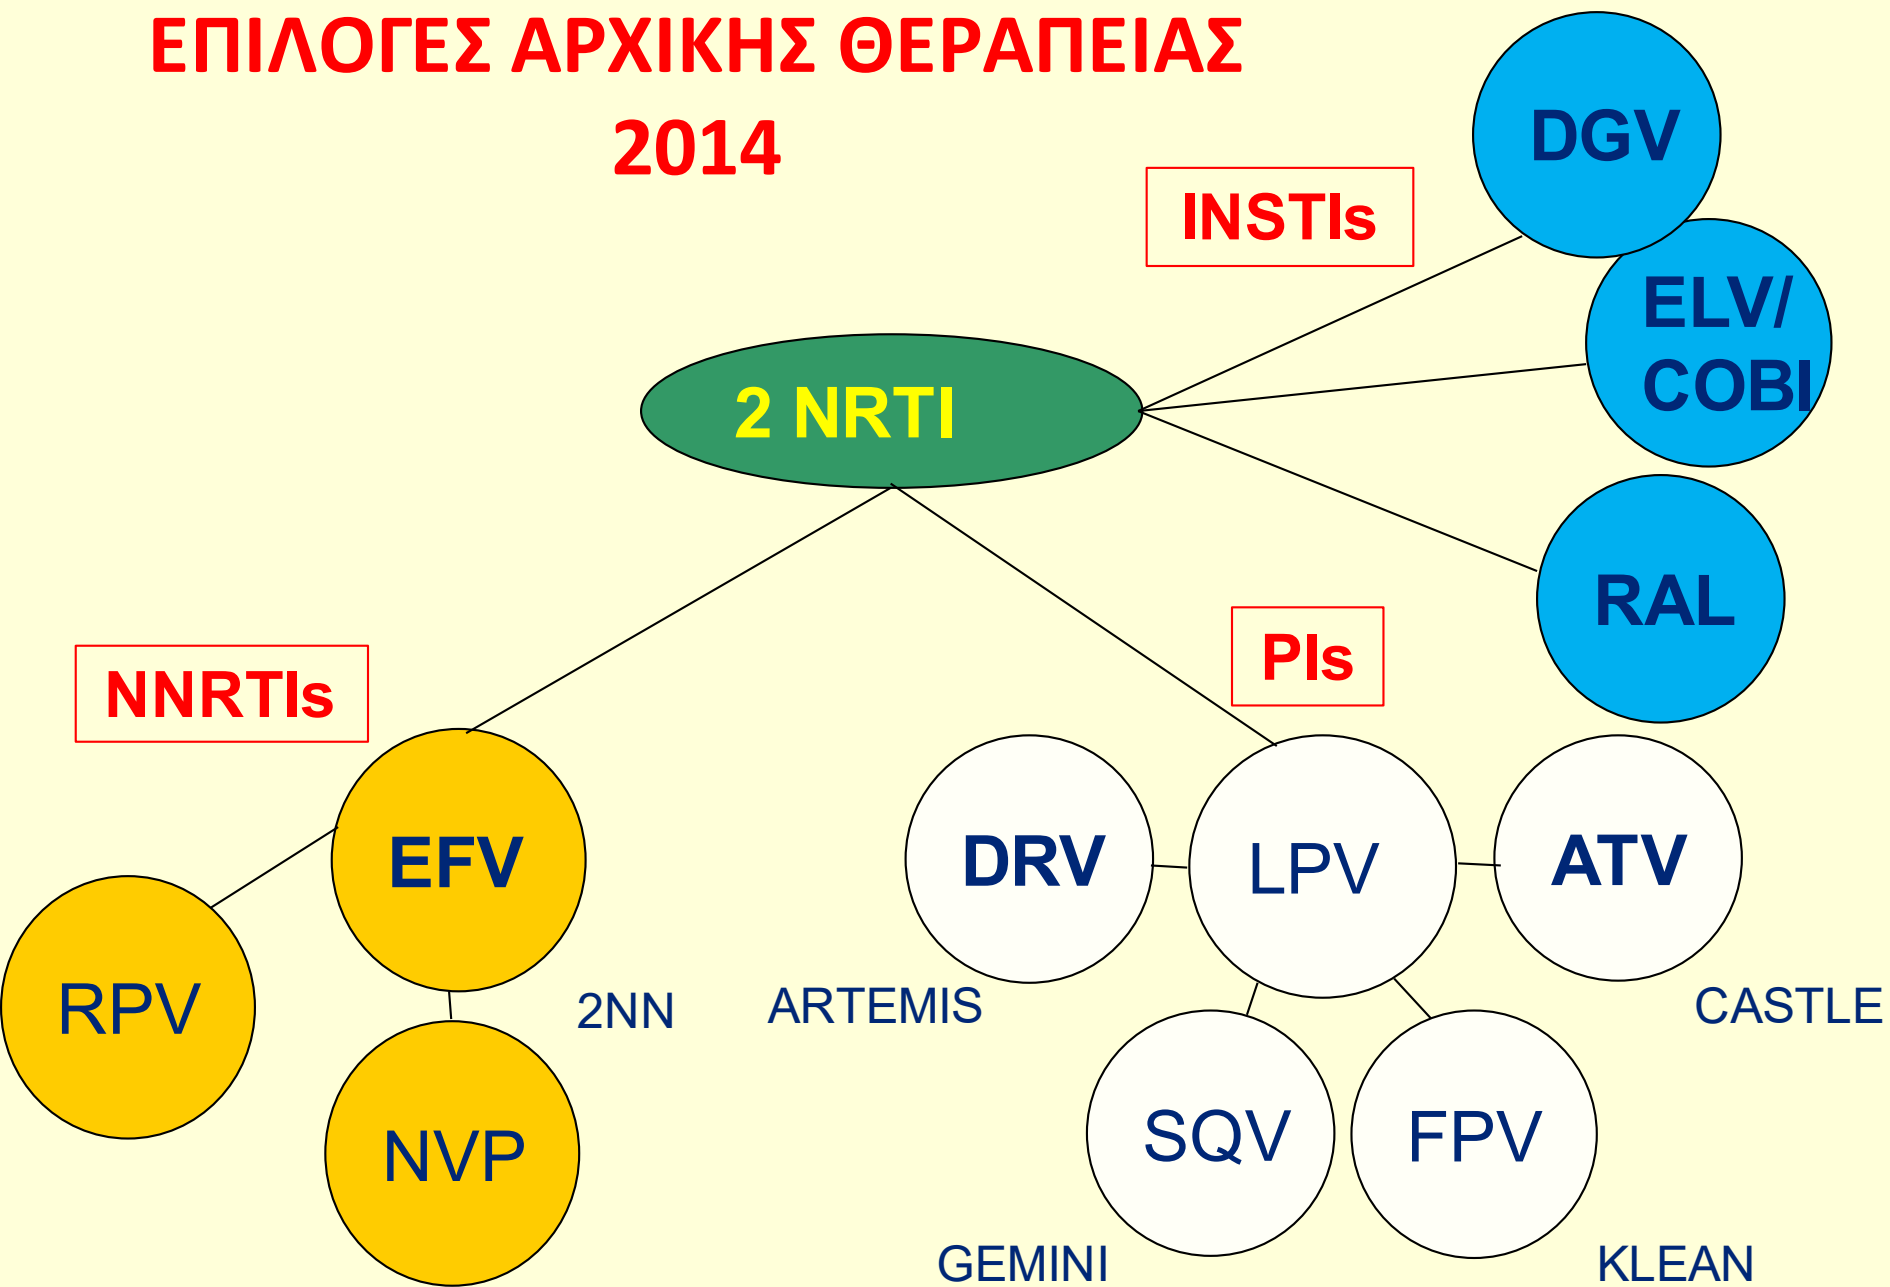 ΕΠΙΛΟΓΕΣ ΑΡΧΙΚΗΣ ΘΕΡΑΠΕΙΑΣ
2014
DGV
INSTIs
ELV/
COBI
2 NRTI
RAL
PIs
NNRTIs
EFV
DRV
LPV
ATV
RPV
2NN
ARTEMIS
CASTLE
NVP
SQV
FPV
GEMINI
KLEAN